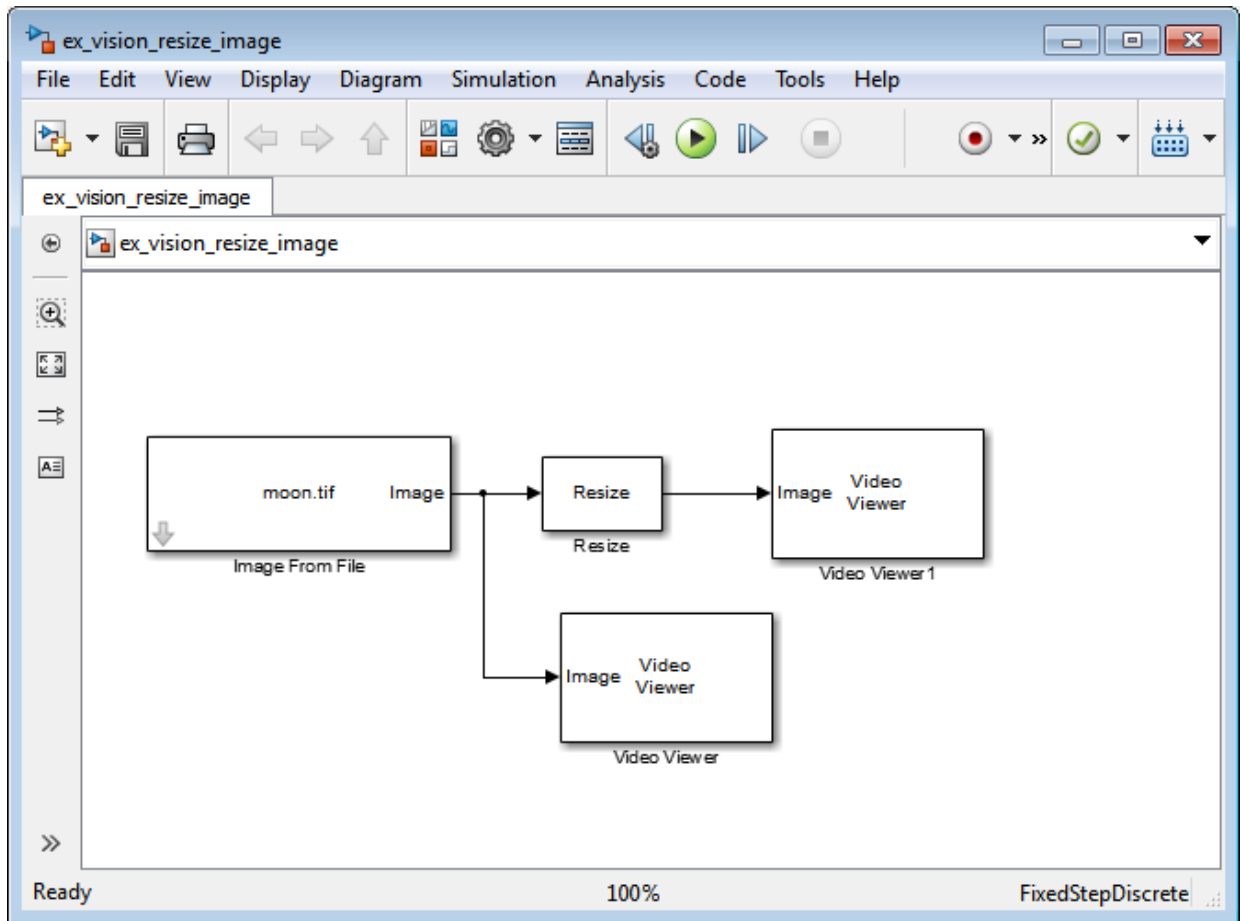 ex_vision_resize_image
File Edit View Display Diagram Simulation Analysis Code Tools Help
ex_vision_resize_image
ex_vision_resize_image
moon.tif Image
Image From File
Resize
Resize
Image Video
Viewer
Video Viewer1
Image Video
Viewer
Video Viewer
Ready 100% FixedStepDiscrete